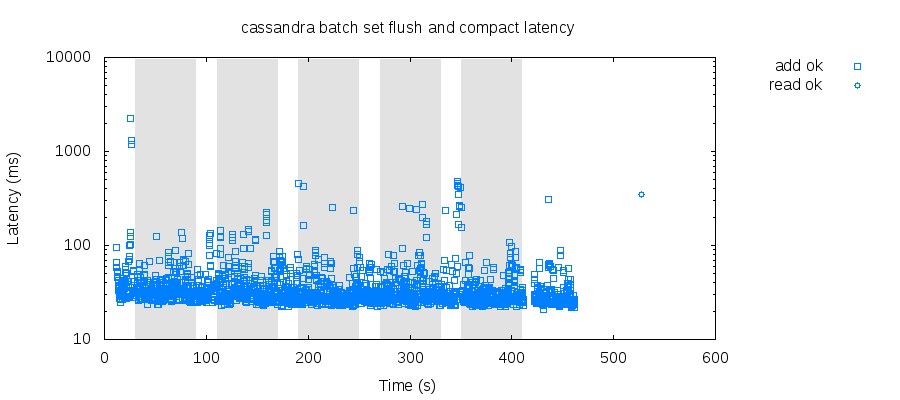 cassandra batch set flush and compact latency
10000
1000
100
10
Latency (ms)
0 100 200 300 400 500 600
Time (s)
add ok
read ok